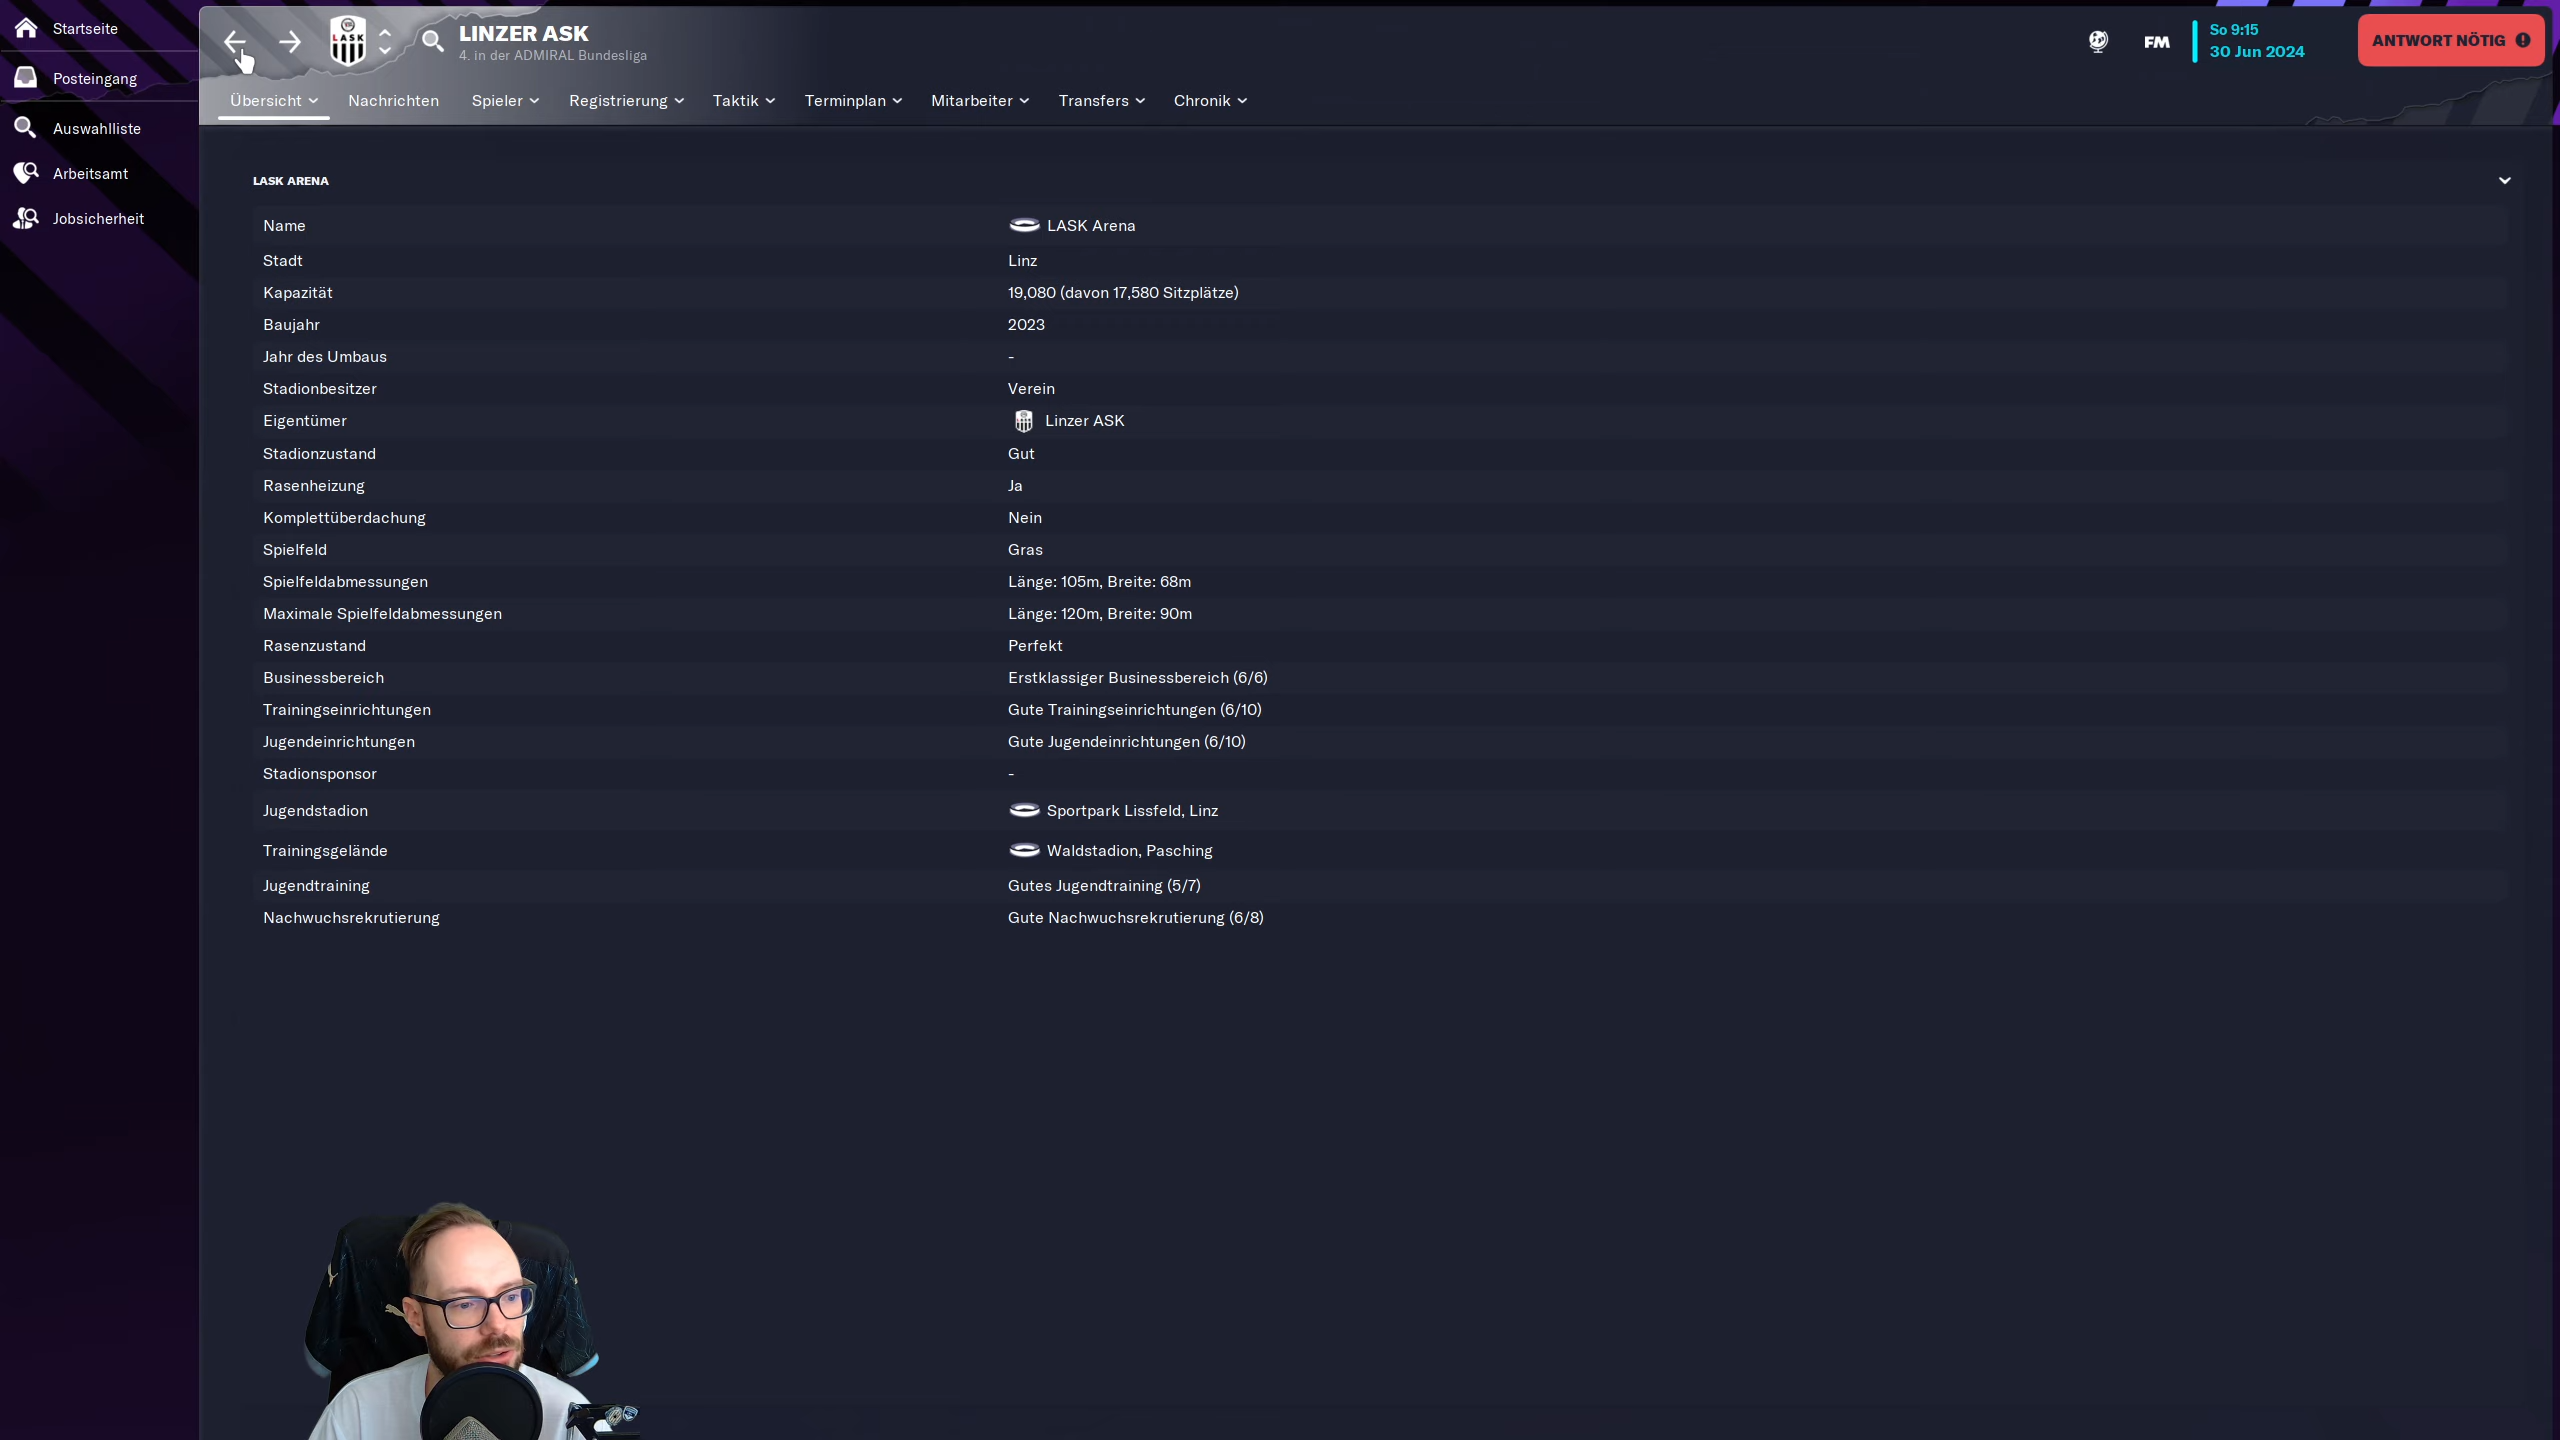 Startseite
Posteingang
Auswahlliste
Arbeitsamt
Jobsicherheit
LASK
LINZER ASK
4. in der ADMIRAL Bundesliga
FM
So 9:15
30 Jun 2024
ANTWORT NÖTIG
Übersicht Nachrichten Spieler Registrierung Taktik Terminplan Mitarbeiter Transfers Chronik
LASK ARENA
Name LASK Arena
Stadt Linz
Kapazität 19,080 (davon 17,580 Sitzplätze)
Baujahr 2023
Jahr des Umbaus -
Stadionbesitzer Verein
Eigentümer Linzer ASK
Stadionzustand Gut
Rasenheizung Ja
Komplettüberdachung Nein
Spielfeld Gras
Spielfeldabmessungen Länge: 105m, Breite: 68m
Maximale Spielfeldabmessungen Länge: 120m, Breite: 90m
Rasenzustand Perfekt
Businessbereich Erstklassiger Businessbereich (6/6)
Trainingseinrichtungen Gute Trainingseinrichtungen (6/10)
Jugendeinrichtungen Gute Jugendeinrichtungen (6/10)
Stadionsponsor -
Jugendstadion Sportpark Lissfeld, Linz
Trainingsgelände Waldstadion, Pasching
Jugendtraining Gutes Jugendtraining (5/7)
Nachwuchsrekrutierung Gute Nachwuchsrekrutierung (6/8)